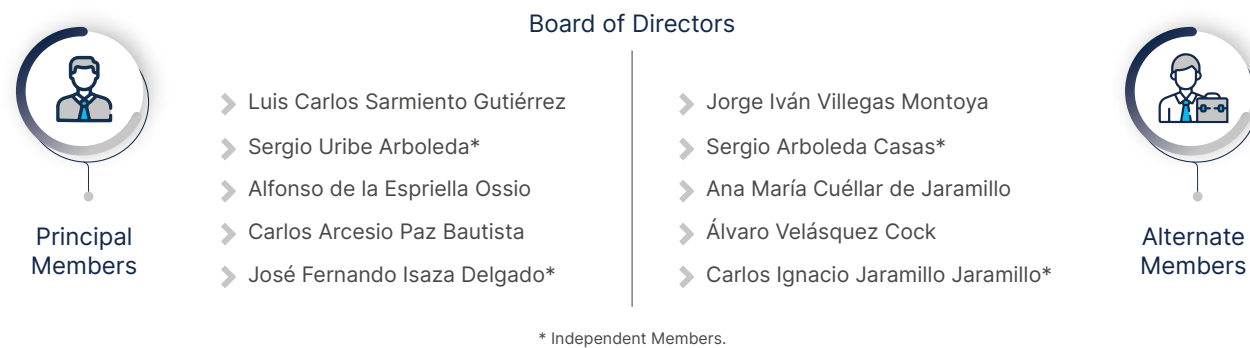 Board of Directors
Principal
Members
Luis Carlos Sarmiento Gutiérrez
Sergio Uribe Arboleda*
Alfonso de la Espriella Ossio
Carlos Arcesio Paz Bautista
José Fernando Isaza Delgado*
Jorge Iván Villegas Montoya
Sergio Arboleda Casas*
Ana María Cuéllar de Jaramillo
Álvaro Velásquez Cock
Carlos Ignacio Jaramillo Jaramillo*
Alternate
Members
* Independent Members.